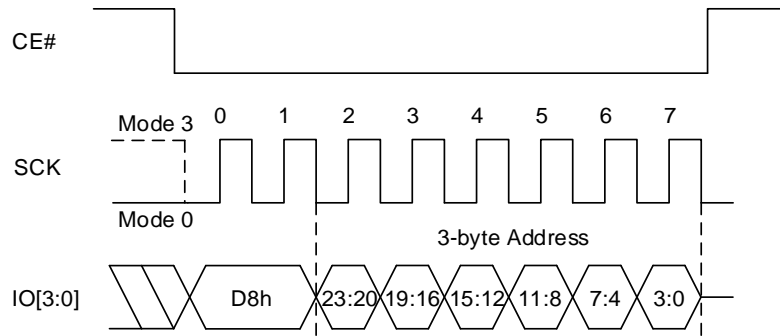 CE#
0 1 2 3 4 5 6 7
Mode 3
SCK
Mode 0
3-byte Address
IO[3:0] D8h 23:20 19:16 15:12 11:8 7:4 3:0